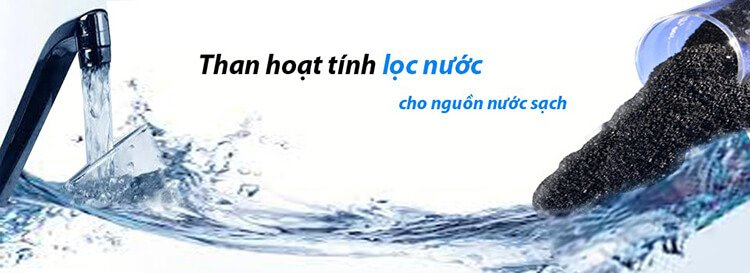 Than hoạt tính lọc nước
cho nguồn nước sạch